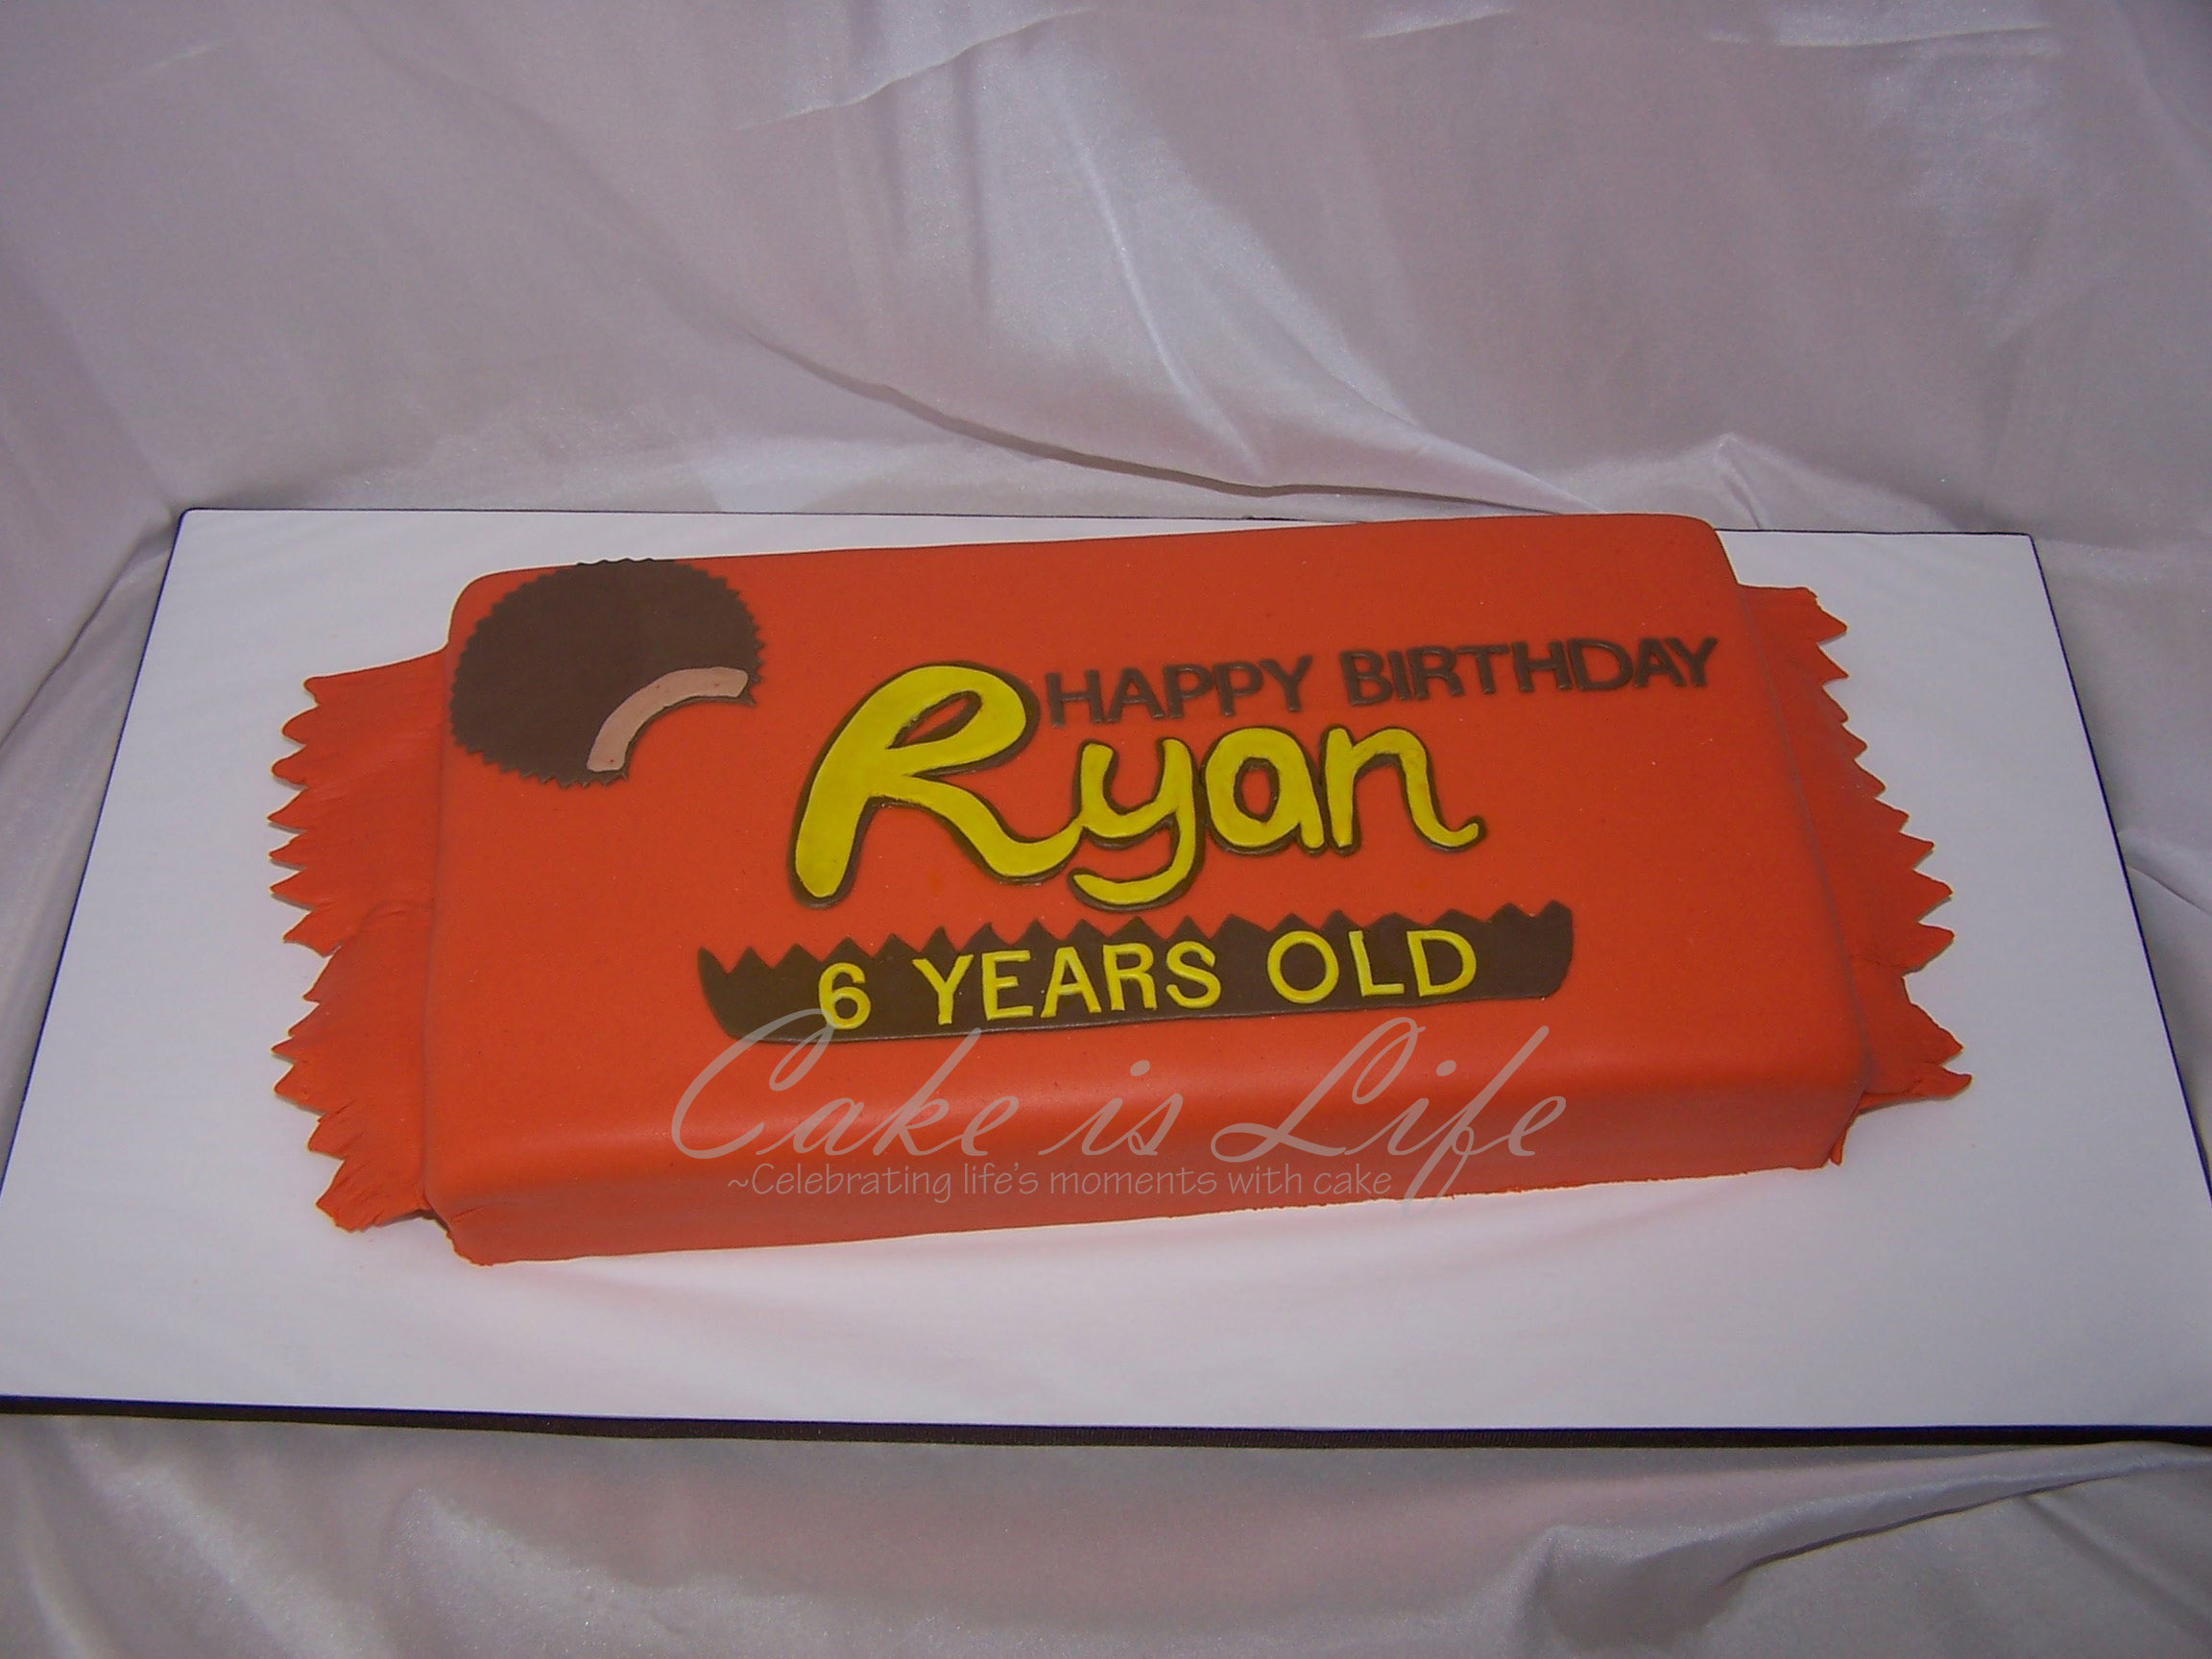 HAPPY BIRTHDAY
Ryan
6 YEARS OLD
Cake is Life
~Celebrating life's moments with cake